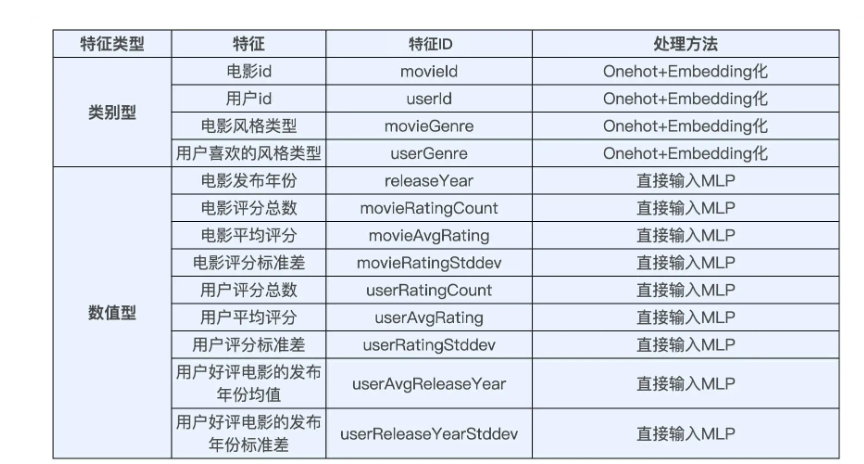 特征类型 特征 特征ID 处理方法
类别型
电影id movieId Onehot+Embedding化
用户id userId Onehot+Embedding化
电影风格类型 movieGenre Onehot+Embedding化
用户喜欢的风格类型 userGenre Onehot+Embedding化
数值型
电影发布年份 releaseYear 直接输入MLP
电影评分总数 movieRatingCount 直接输入MLP
电影平均评分 movieAvgRating 直接输入MLP
电影评分标准差 movieRatingStddev 直接输入MLP
用户评分总数 userRatingCount 直接输入MLP
用户平均评分 userAvgRating 直接输入MLP
用户评分标准差 userRatingStddev 直接输入MLP
用户好评电影的发布
年份均值 userAvgReleaseYear 直接输入MLP
用户好评电影的发布
年份标准差 userReleaseYearStddev 直接输入MLP